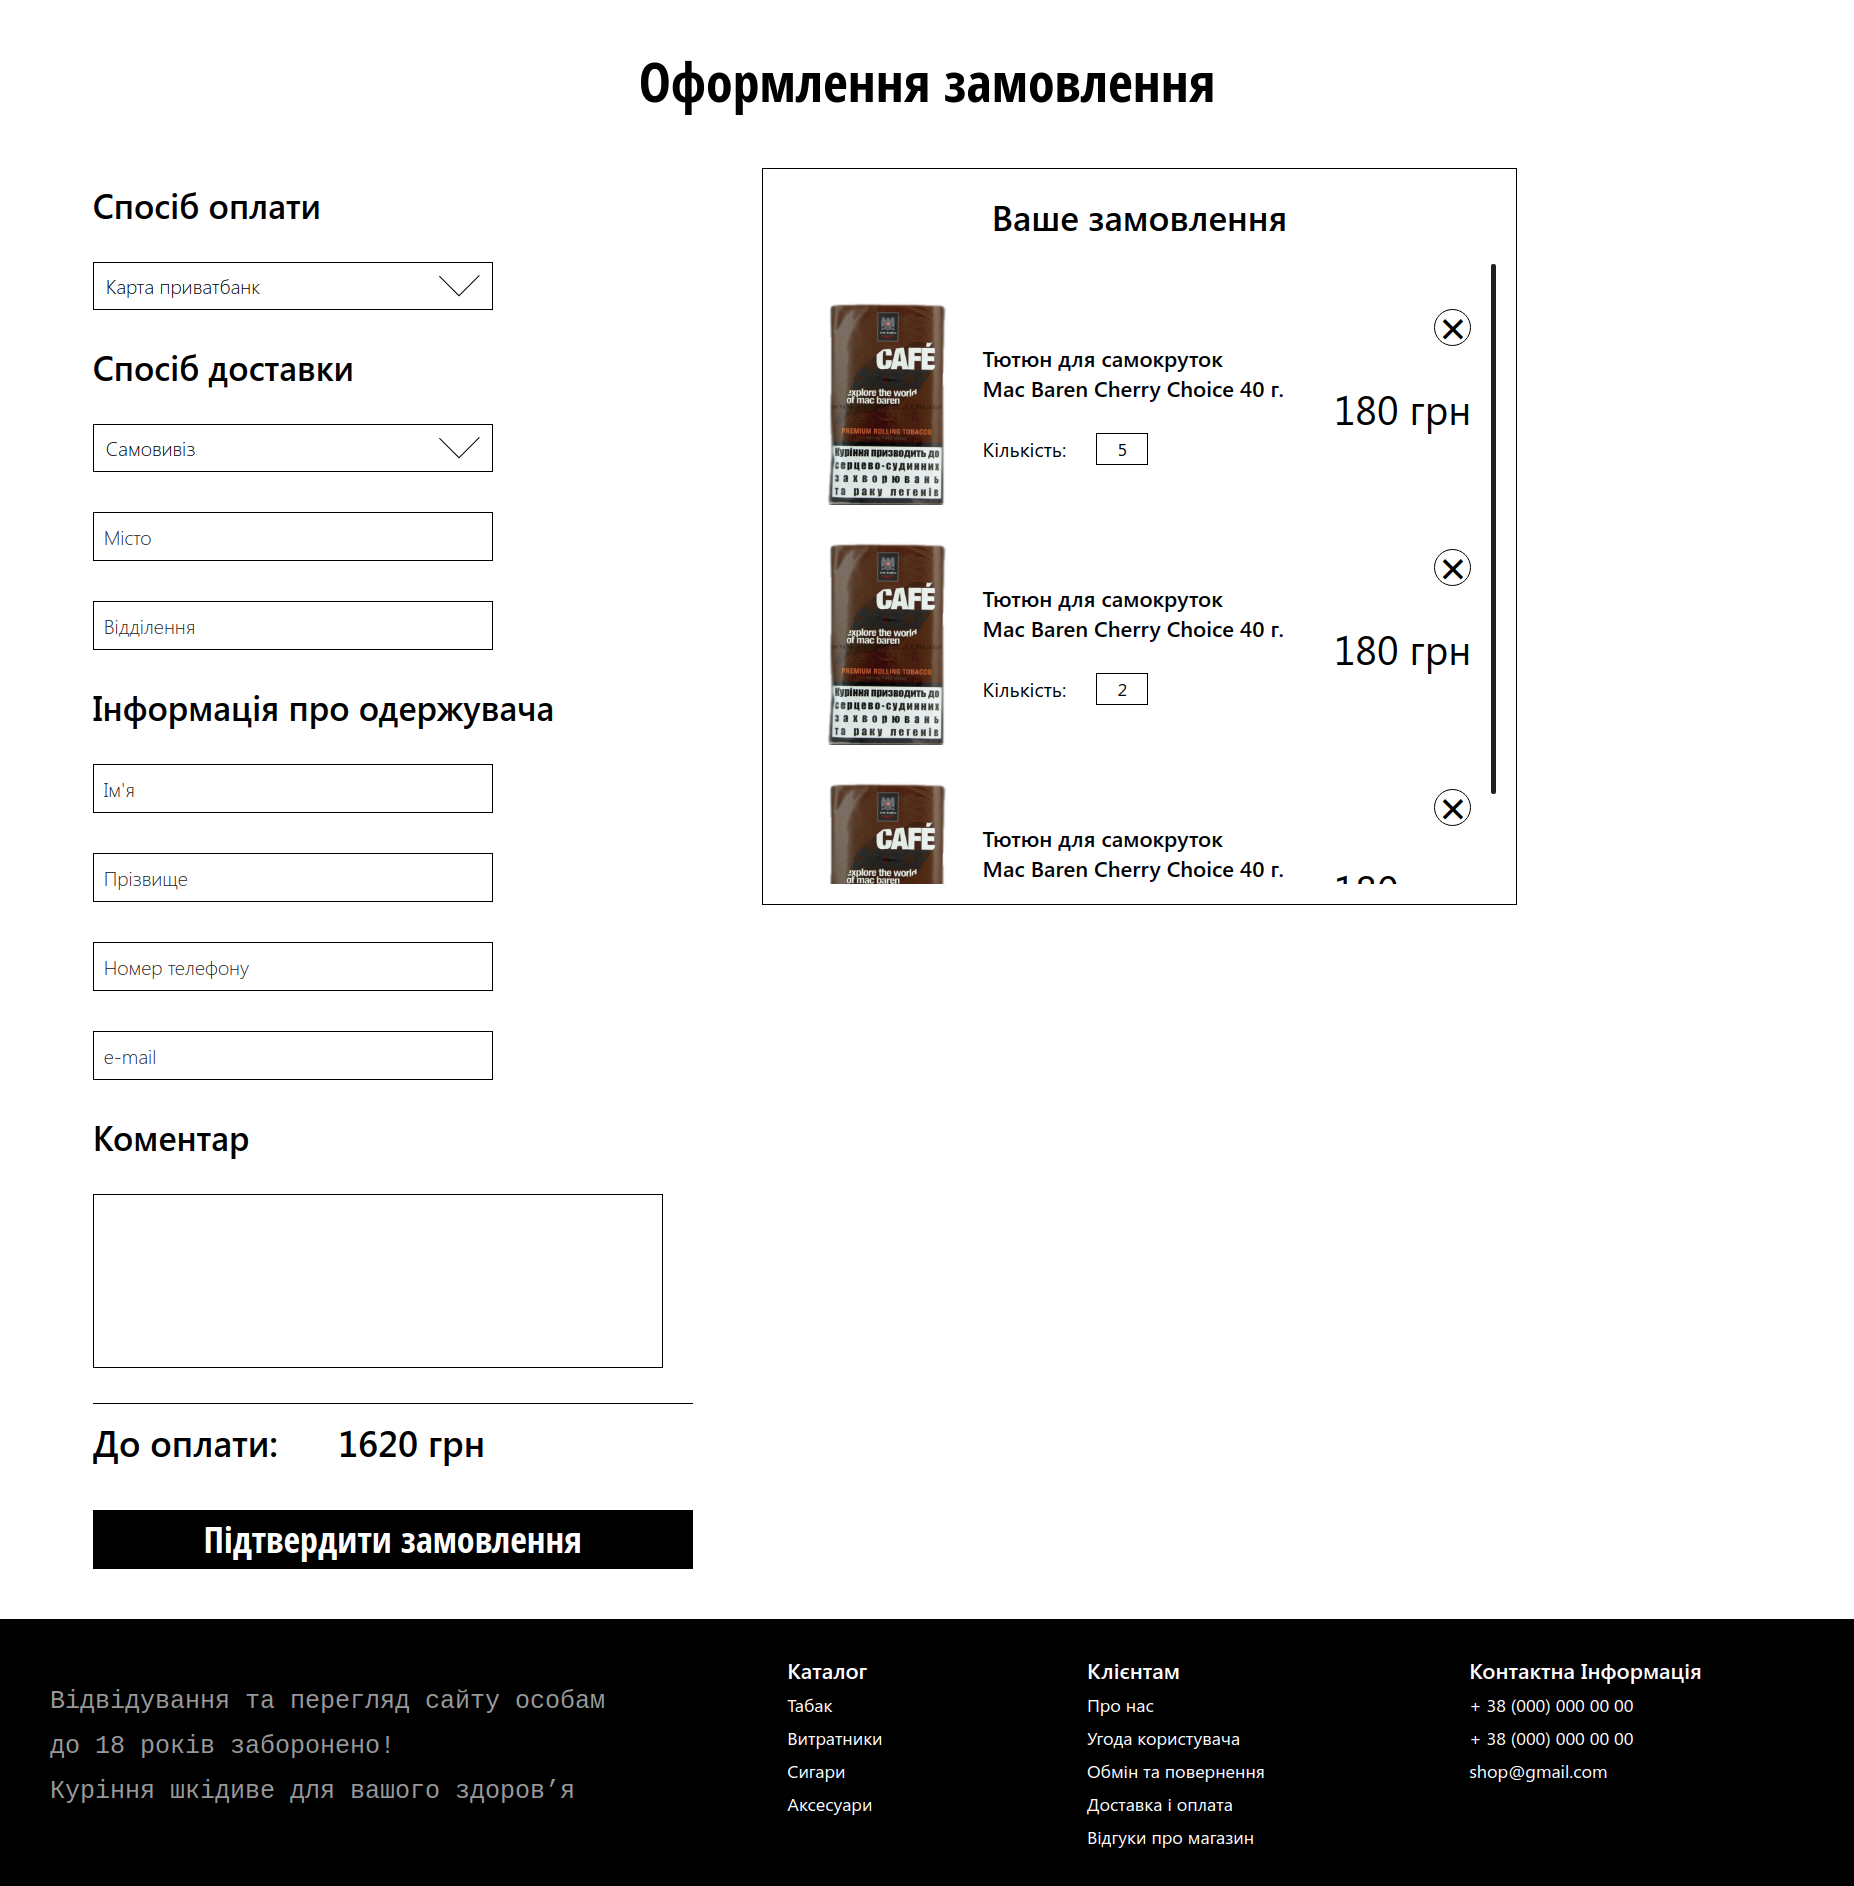 Оформлення замовлення
Спосіб оплати
Карта приватбанк
Спосіб доставки
Самовивіз
Місто
Відділення
Інформація про одержувача
Ім'я
Прізвище
Номер телефону
e-mail
Коментар
До оплати: 1620 грн
Підтвердити замовлення
Ваше замовлення
CAFÉ
explore the world
of mac baren
PREMIUM ROLLING TOBACCO
Куріння призводить до
серцево-судинних
захворювань
та раку легенів
Тютюн для самокруток
Mac Baren Cherry Choice 40 г.
Кількість: 5
180 грн
CAFÉ
explore the world
of mac baren
PREMIUM ROLLING TOBACCO
Куріння призводить до
серцево-судинних
захворювань
та раку легенів
Тютюн для самокруток
Mac Baren Cherry Choice 40 г.
Кількість: 2
180 грн
CAFÉ
explore the world
of mac baren
Тютюн для самокруток
Mac Baren Cherry Choice 40 г.
Відвідування та перегляд сайту особам
до 18 років заборонено!
Куріння шкідиве для вашого здоров’я
Каталог
Табак
Витратники
Сигари
Аксесуари
Клієнтам
Про нас
Угода користувача
Обмін та повернення
Доставка і оплата
Відгуки про магазин
Контактна Інформація
+ 38 (000) 000 00 00
+ 38 (000) 000 00 00
shop@gmail.com